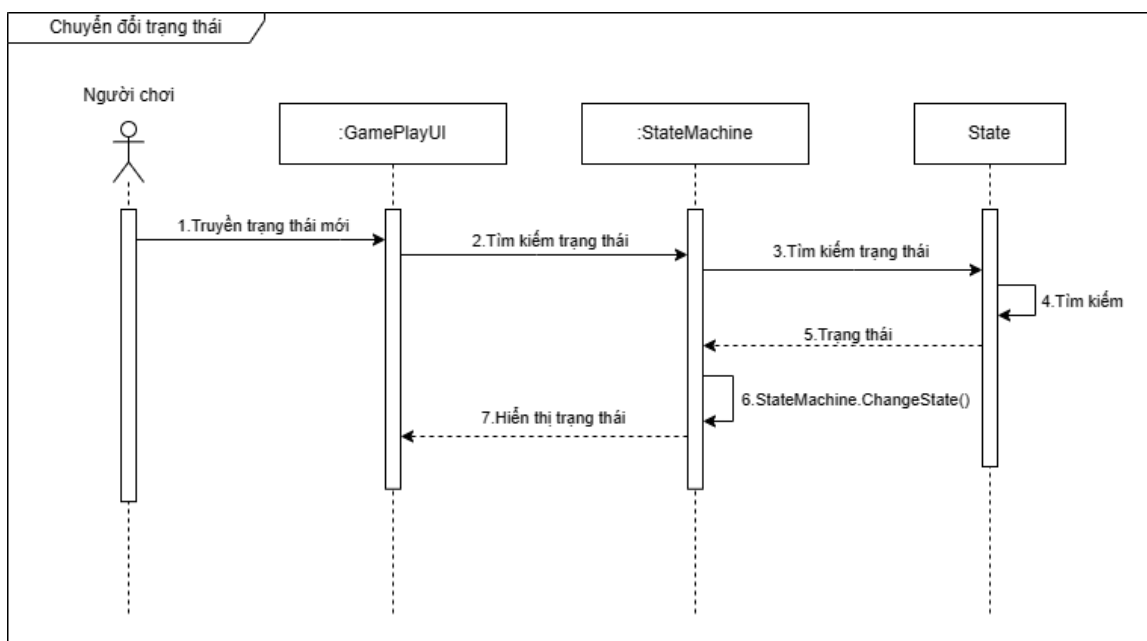 Chuyển đổi trạng thái
Người chơi
:GamePlayUI
:StateMachine
State
1.Truyền trạng thái mới
2.Tìm kiếm trạng thái
3.Tìm kiếm trạng thái
4.Tìm kiếm
5.Trạng thái
6.StateMachine.ChangeState()
7.Hiển thị trạng thái